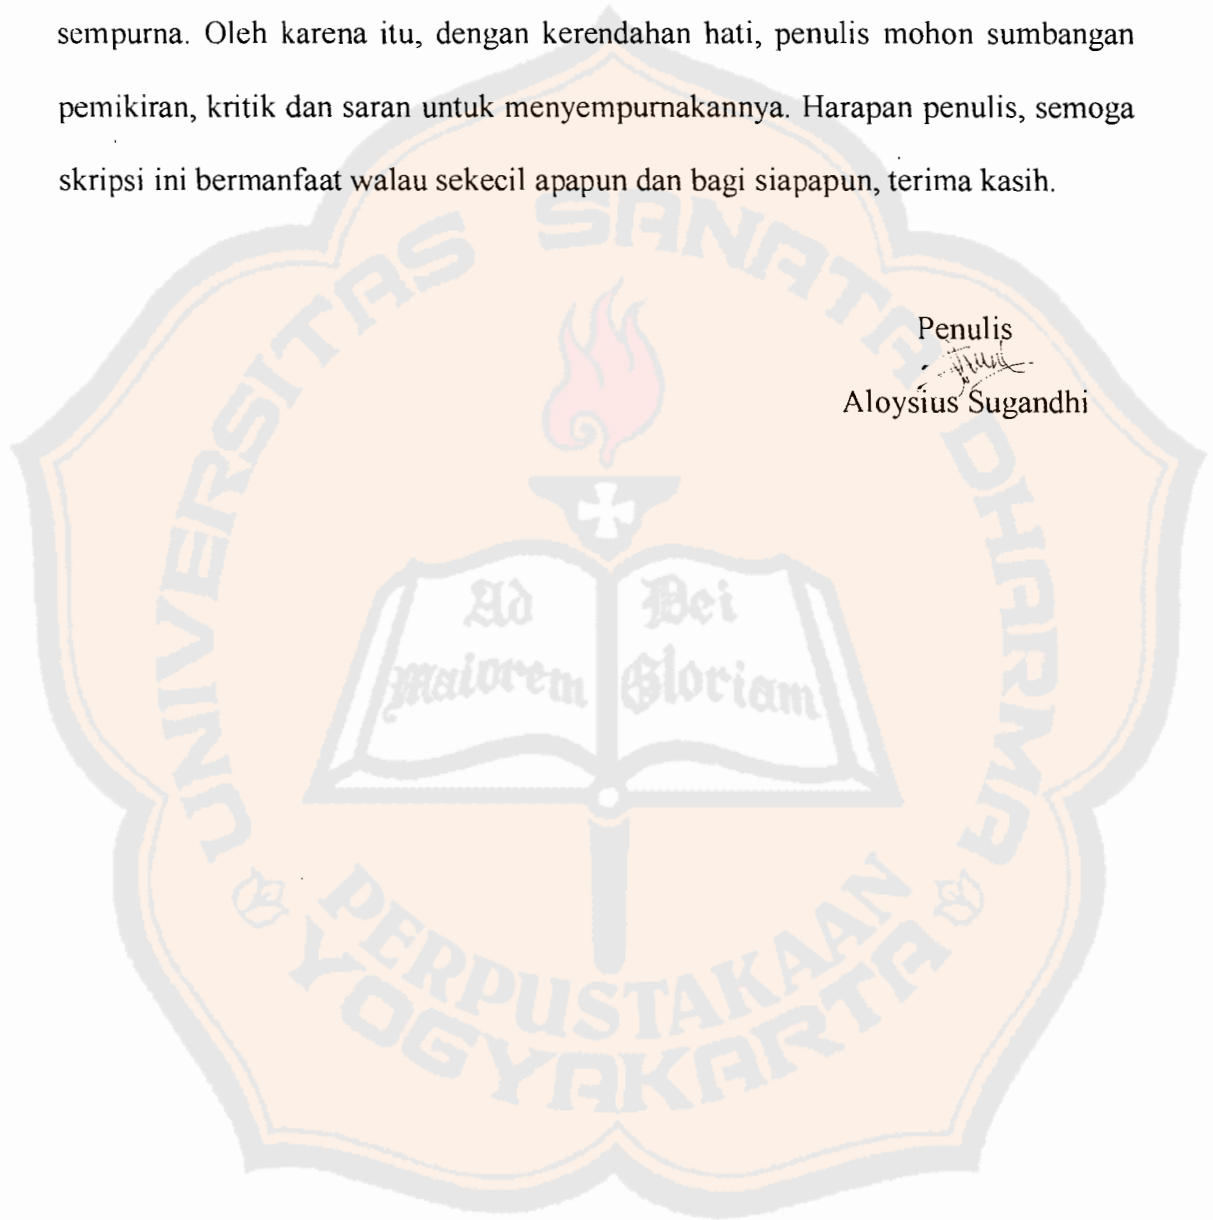 sempurna. Oleh karena itu, dengan kerendahan hati, penulis mohon sumbangan
pemikiran, kritik dan saran untuk menyempurnakannya. Harapan penulis, semoga
skripsi ini bermanfaat walau sekecil apapun dan bagi siapapun, terima kasih.
Penulis
Aloysius Sugandhi
UNIVERSITAS SANATA DHARMA
Ad
Maiorem
Dei
Gloriam
PERPUSTAKAAN
YOGYAKARTA